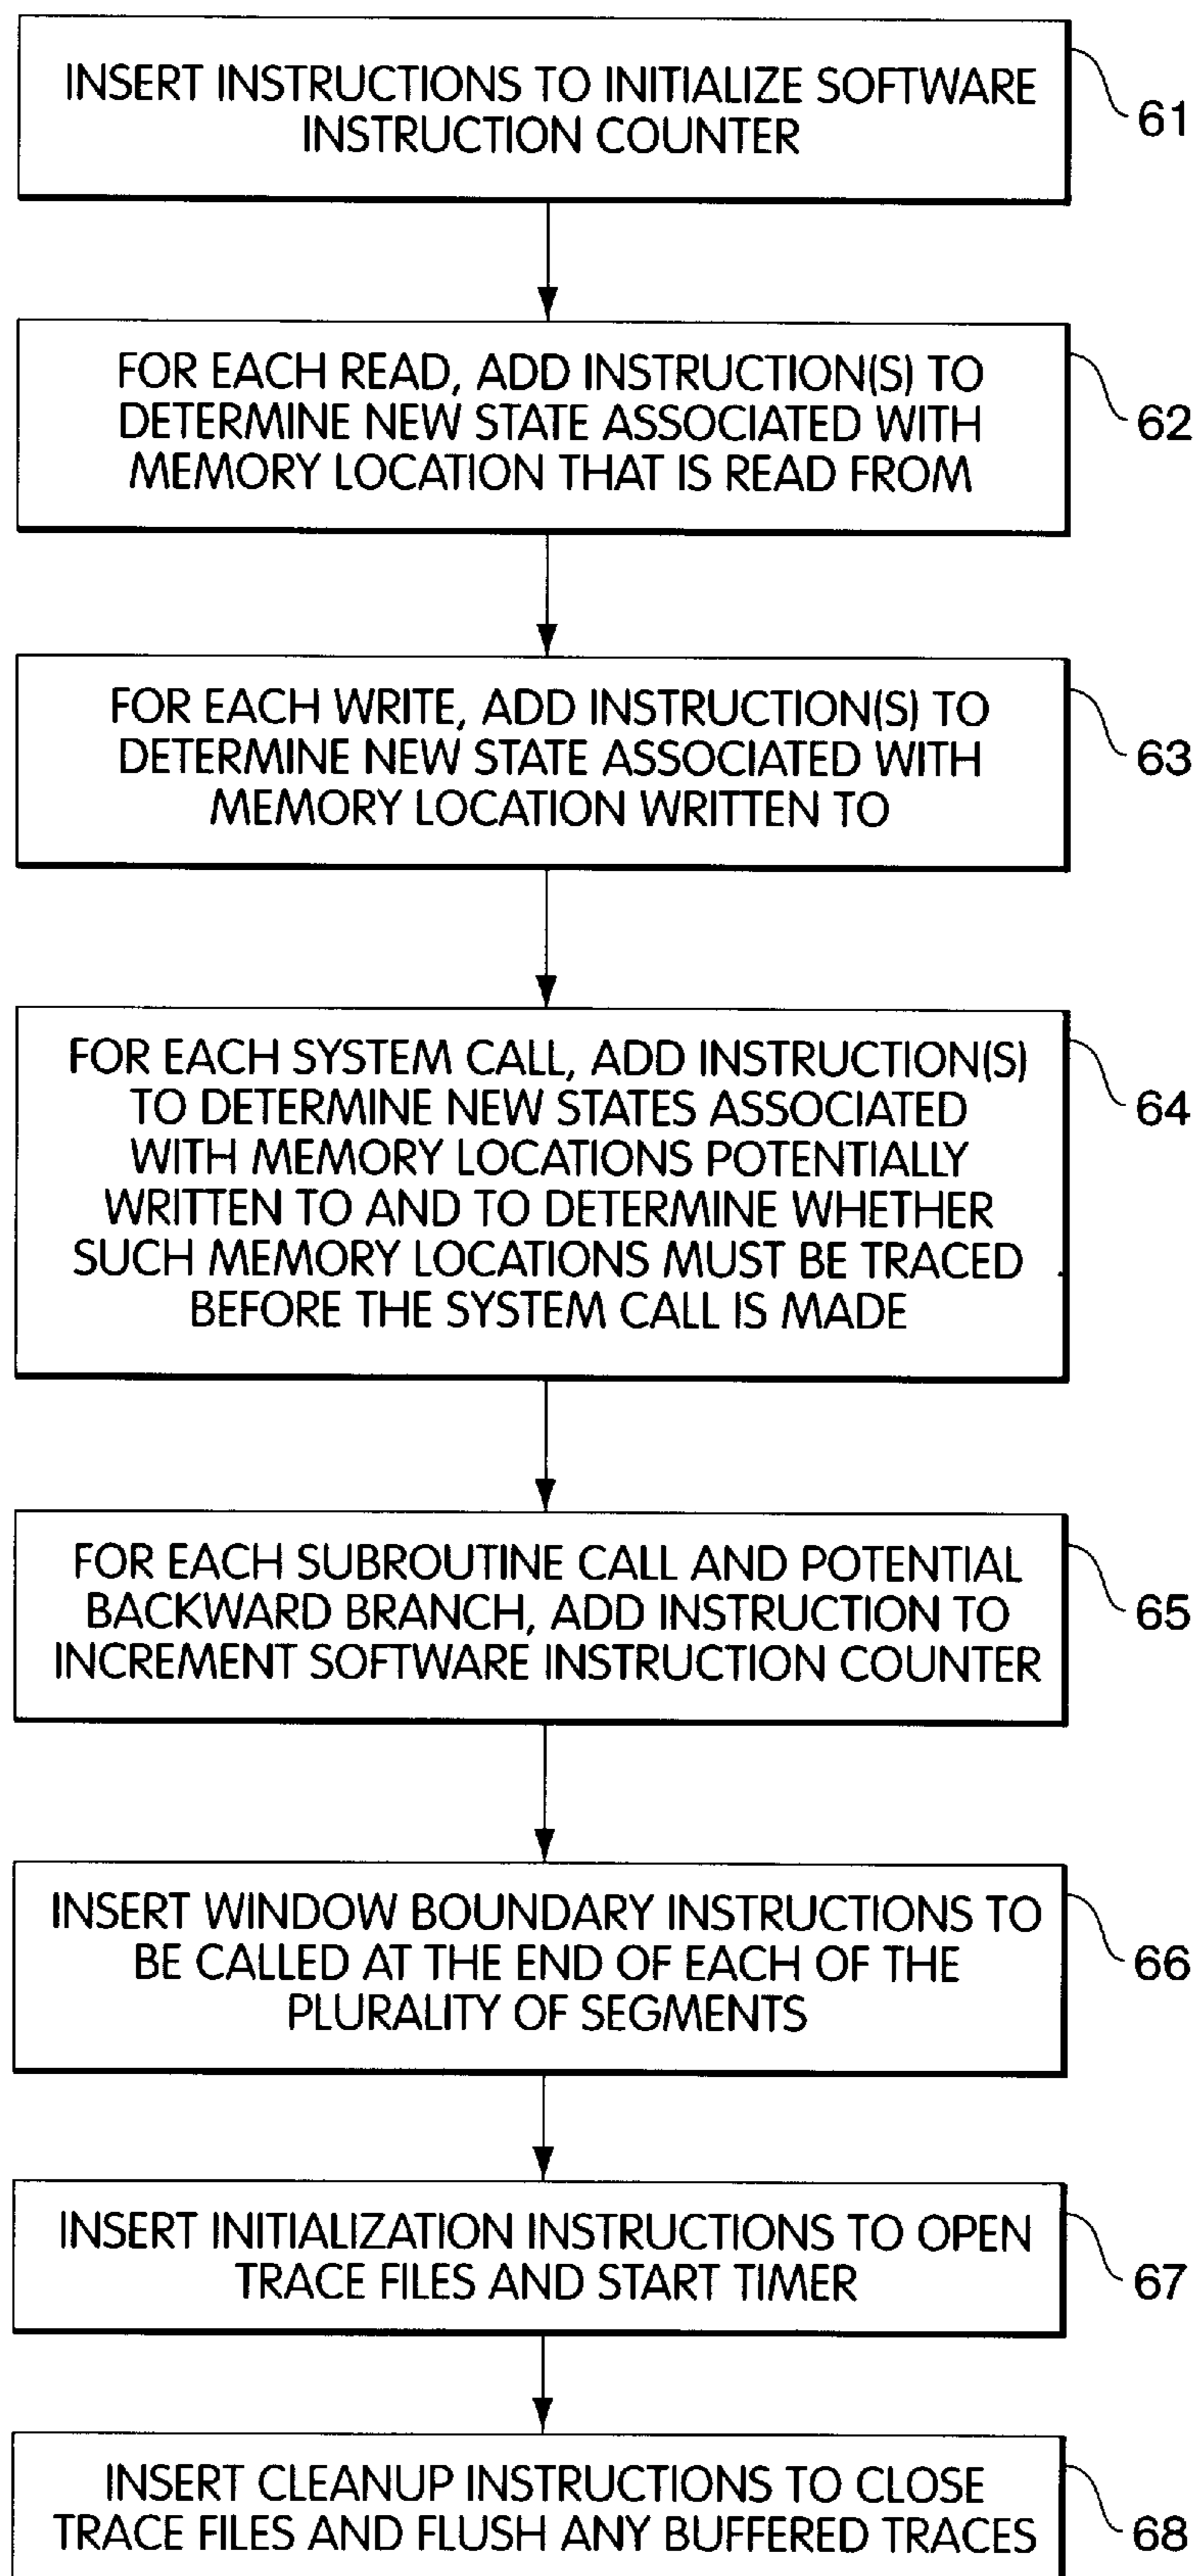 INSERT INSTRUCTIONS TO INITIALIZE SOFTWARE
INSTRUCTION COUNTER
61
FOR EACH READ, ADD INSTRUCTION(S) TO
DETERMINE NEW STATE ASSOCIATED WITH
MEMORY LOCATION THAT IS READ FROM
62
FOR EACH WRITE, ADD INSTRUCTION(S) TO
DETERMINE NEW STATE ASSOCIATED WITH
MEMORY LOCATION WRITTEN TO
63
FOR EACH SYSTEM CALL, ADD INSTRUCTION(S)
TO DETERMINE NEW STATES ASSOCIATED
WITH MEMORY LOCATIONS POTENTIALLY
WRITTEN TO AND TO DETERMINE WHETHER
SUCH MEMORY LOCATIONS MUST BE TRACED
BEFORE THE SYSTEM CALL IS MADE
64
FOR EACH SUBROUTINE CALL AND POTENTIAL
BACKWARD BRANCH, ADD INSTRUCTION TO
INCREMENT SOFTWARE INSTRUCTION COUNTER
65
INSERT WINDOW BOUNDARY INSTRUCTIONS TO
BE CALLED AT THE END OF EACH OF THE
PLURALITY OF SEGMENTS
66
INSERT INITIALIZATION INSTRUCTIONS TO OPEN
TRACE FILES AND START TIMER
67
INSERT CLEANUP INSTRUCTIONS TO CLOSE
TRACE FILES AND FLUSH ANY BUFFERED TRACES
68